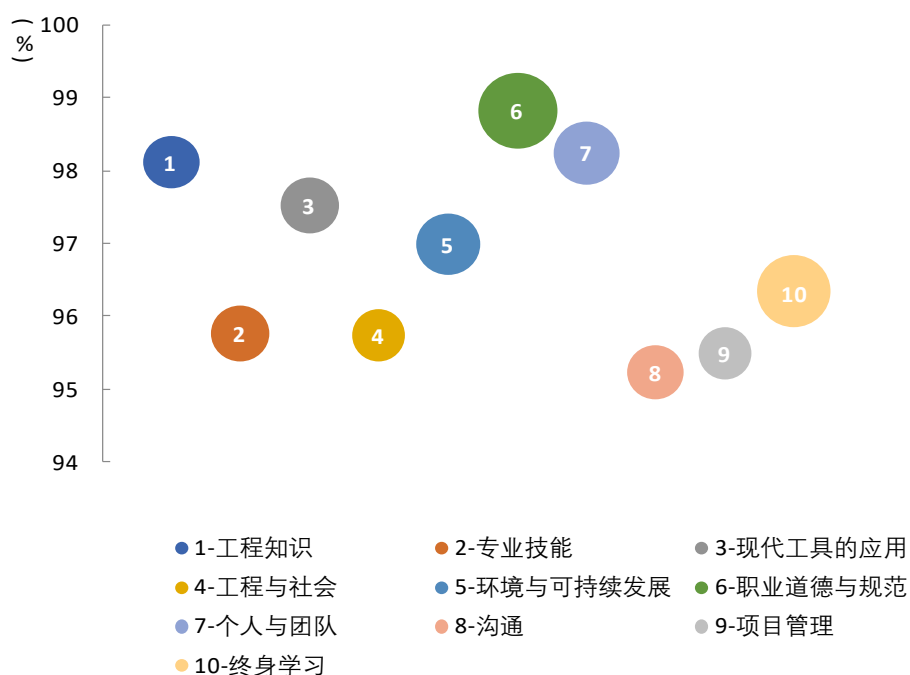 100
(%)
99
98
97
96
95
94
1
2
3
4
5
6
7
8
9
10
1-工程知识
2-专业技能
3-现代工具的应用
4-工程与社会
5-环境与可持续发展
6-职业道德与规范
7-个人与团队
8-沟通
9-项目管理
10-终身学习